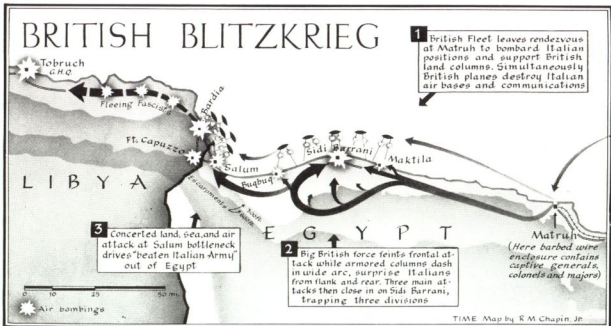 BRITISH BLITZKRIEG
1 British Fleet leaves rendezvous
at Matruh to bombard Italian
positions and support British
land columns. Simultaneously
British planes destroy Italian
air bases and communications
Tobruch
G.H.Q.
Fleeing Fascists
Bardia
Ft. Capuzzo
Salum
Buqbuq
Sidi Barrani
Maktila
LIBYA
Escarpments
600ft.
EGYPT
Matruh
(Here barbed wire
enclosure contains
captive generals,
colonels and majors)
3 Concerted land, sea, and air
attack at Salum bottleneck
drives "beaten Italian Army"
out of Egypt
2 Big British force feints frontal at-
tack while armored columns dash
in wide arc, surprise Italians
from flank and rear. Three main at-
tacks then close in on Sidi Barrani,
trapping three divisions
0 10 25 50 mi.
Air bombings
TIME Map by R.M. Chapin, Jr.